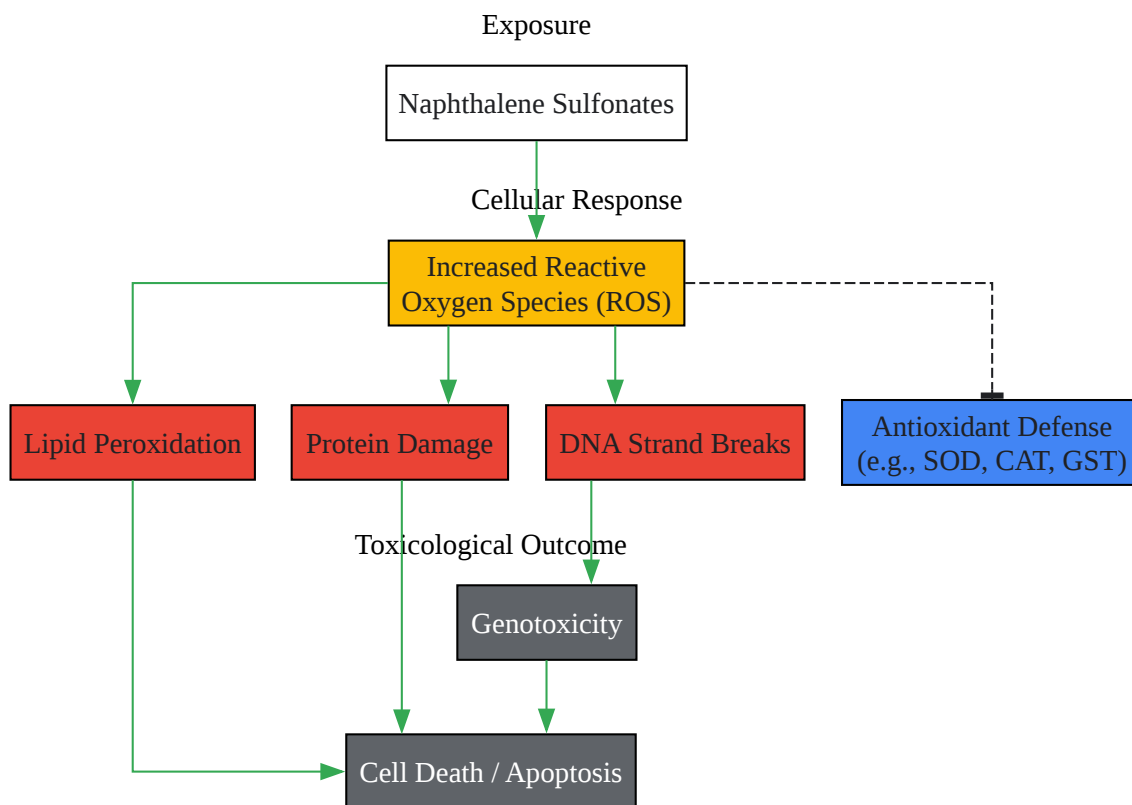 Exposure
Naphthalene Sulfonates
Cellular Response
Increased Reactive
Oxygen Species (ROS)
Lipid Peroxidation
Protein Damage
DNA Strand Breaks
Antioxidant Defense
(e.g., SOD, CAT, GST)
Toxicological Outcome
Genotoxicity
Cell Death / Apoptosis